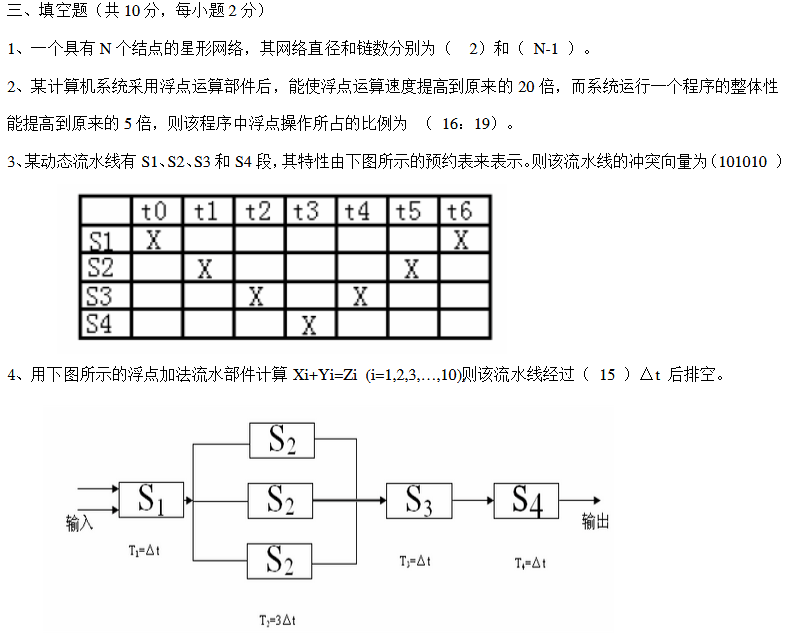 三、填空题（共 10 分，每小题 2 分）
1、一个具有 N 个结点的星形网络，其网络直径和链数分别为（ 2）和（ N-1 ）。
2、某计算机系统采用浮点运算部件后，能使浮点运算速度提高到原来的 20 倍，而系统运行一个程序的整体性
能提高到原来的 5 倍，则该程序中浮点操作所占的比例为 （ 16：19）。
3、某动态流水线有 S1、S2、S3 和 S4 段，其特性由下图所示的预约表来表示。则该流水线的冲突向量为（101010 ）
t0 t1 t2 t3 t4 t5 t6
S1 X X
S2 X X
S3 X X
S4 X
4、用下图所示的浮点加法流水部件计算 Xi+Yi=Zi (i=1,2,3,…,10)则该流水线经过（ 15 ）△t 后排空。
S2
S1 S2 S3 S4
输入 输出
S2
T1=Δt T3=Δt T4=Δt
T2=3Δt